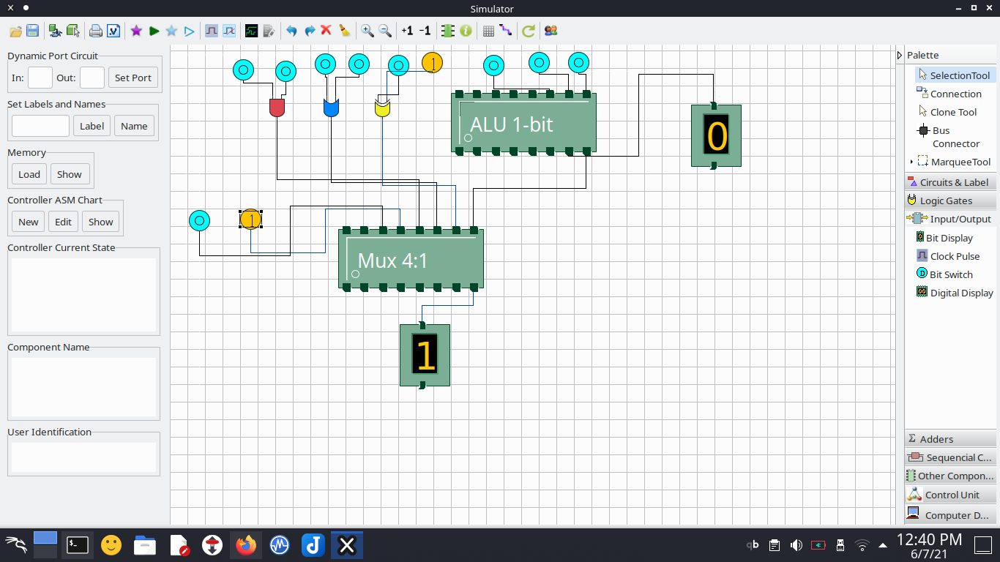 Simulator
+1 -1
Dynamic Port Circuit
In: Out: Set Port
Set Labels and Names
Label Name
Memory
Load Show
Controller ASM Chart
New Edit Show
Controller Current State
Component Name
User Identification
1
ALU 1-bit
0
1
Mux 4:1
1
Palette
SelectionTool
Connection
Clone Tool
Bus
Connector
MarqueeTool
Circuits & Label
Logic Gates
Input/Output
Bit Display
Clock Pulse
D Bit Switch
Digital Display
Σ Adders
Sequential C...
Other Compon...
Control Unit
Computer D...
qb
12:40 PM
6/7/21